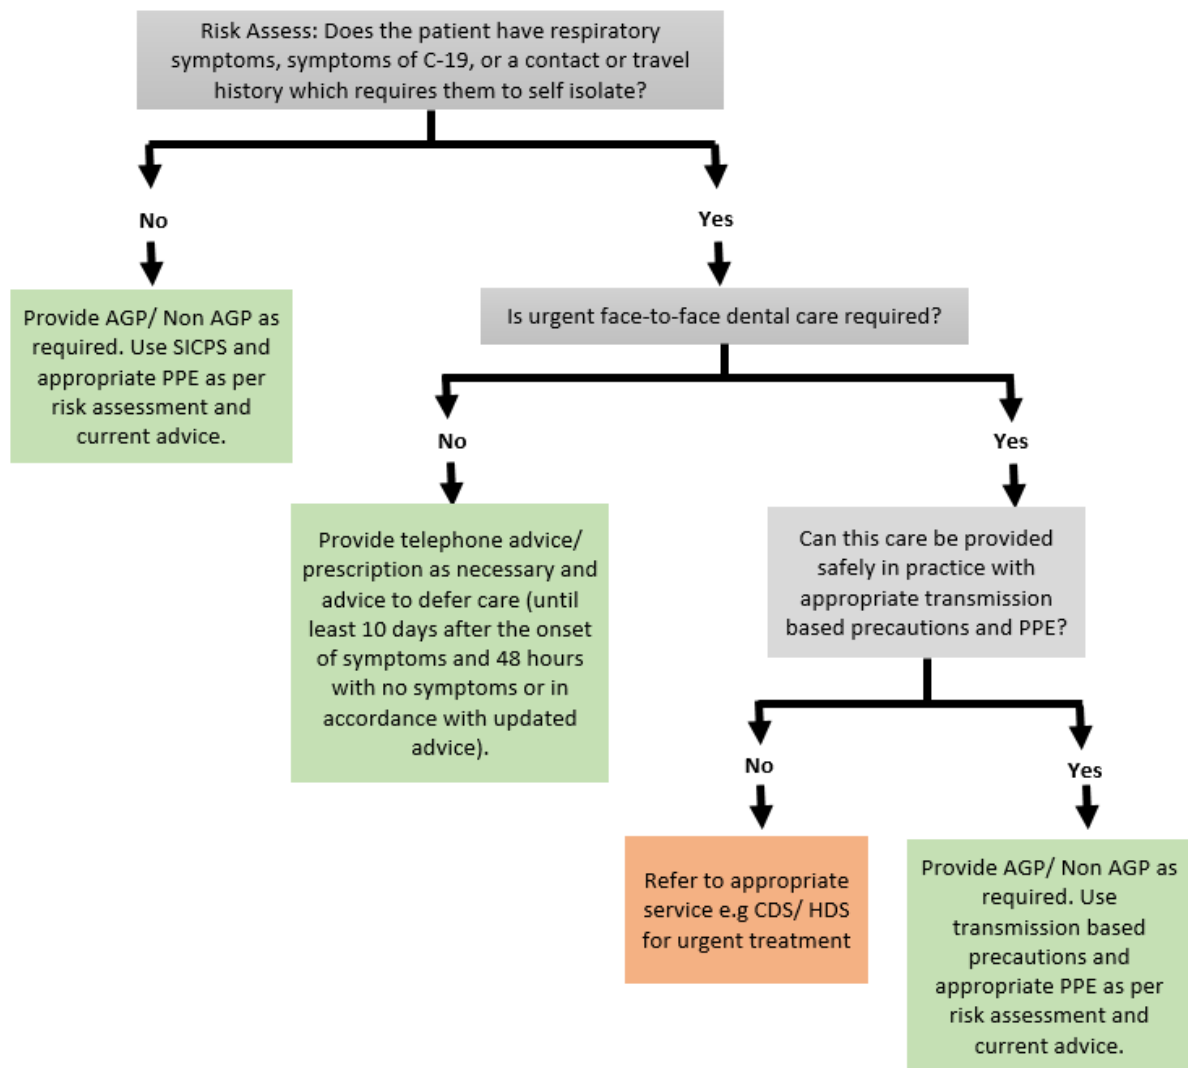 Risk Assess: Does the patient have respiratory
symptoms, symptoms of C-19, or a contact or travel
history which requires them to self isolate?
No
Yes
Provide AGP/ Non AGP as
required. Use SICPS and
appropriate PPE as per
risk assessment and
current advice.
Is urgent face-to-face dental care required?
No
Yes
Provide telephone advice/
prescription as necessary and
advice to defer care (until
least 10 days after the onset
of symptoms and 48 hours
with no symptoms or in
accordance with updated
advice).
Can this care be provided
safely in practice with
appropriate transmission
based precautions and PPE?
No
Yes
Refer to appropriate
service e.g CDS/ HDS
for urgent treatment
Provide AGP/ Non AGP as
required. Use
transmission based
precautions and
appropriate PPE as per
risk assessment and
current advice.